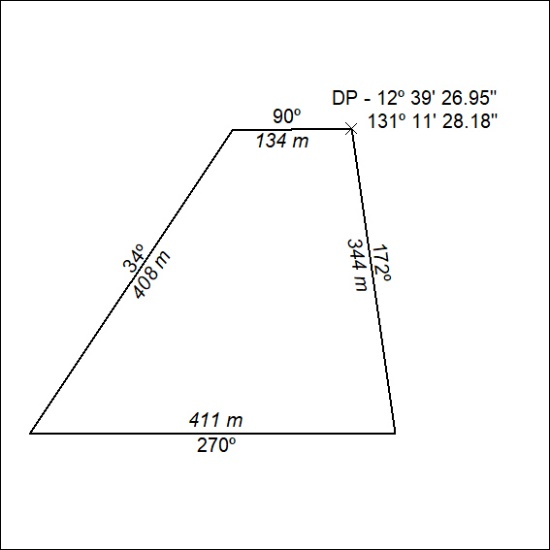 DP - 12º 39' 26.95"
131º 11' 28.18"
90º
134 m
34º
408 m
172º
344 m
411 m
270º